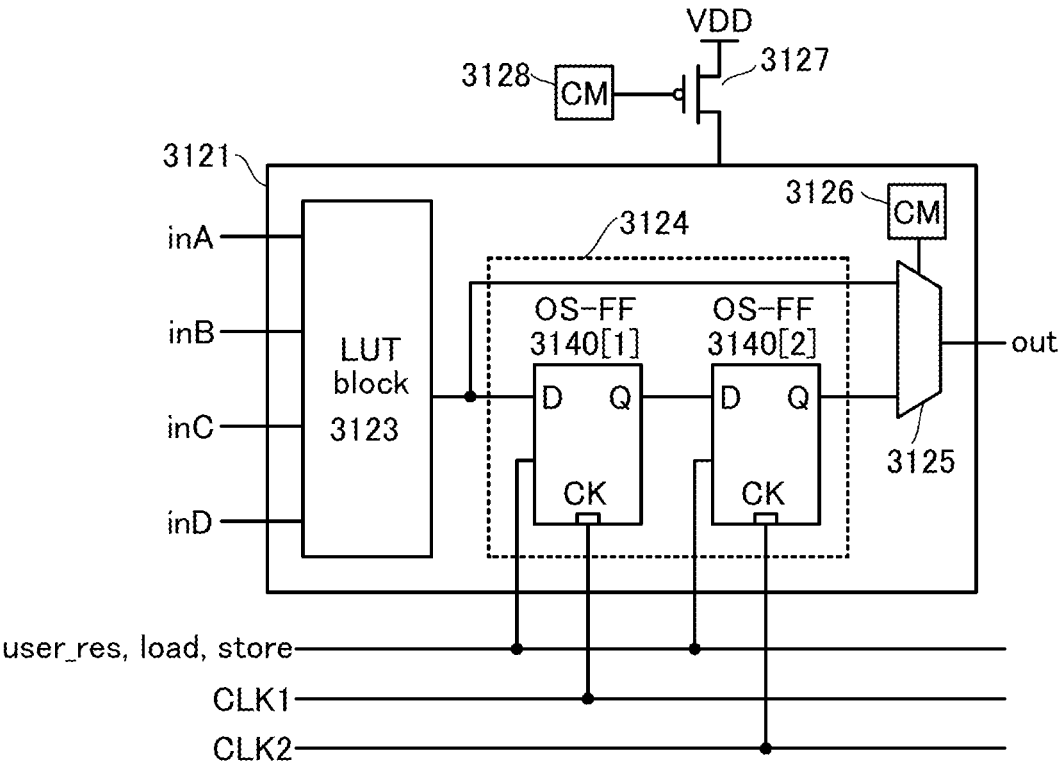 VDD
3128
CM
3127
3121
3126
CM
3124
inA
inB
inC
inD
LUT
block
3123
OS-FF
3140[1]
D
Q
CK
OS-FF
3140[2]
D
Q
CK
out
3125
user_res, load, store
CLK1
CLK2